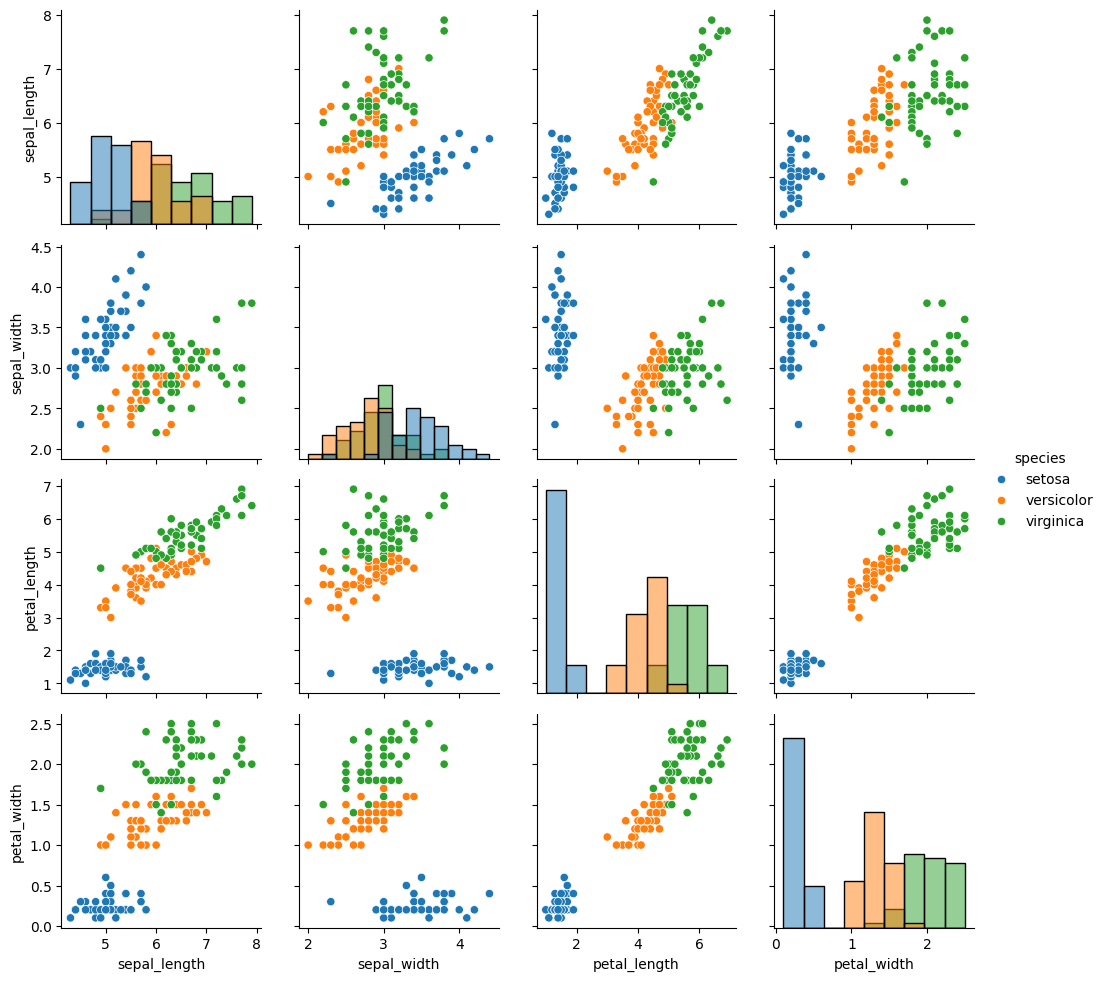 8
7
6
5
sepal_length
4.5
4.0
3.5
3.0
2.5
2.0
sepal_width
species
setosa
versicolor
virginica
7
6
5
4
3
2
1
petal_length
2.5
2.0
1.5
1.0
0.5
0.0
petal_width
5 6 7 8
2 3 4
2 4 6
0 1 2
sepal_length sepal_width petal_length petal_width